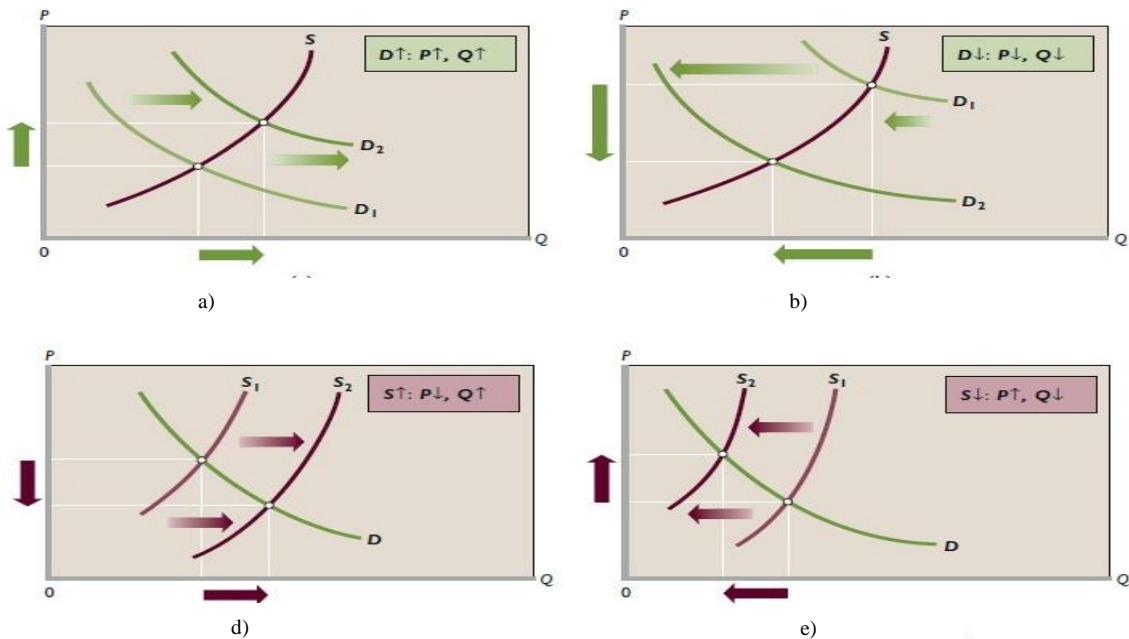 P
S
D↑: P↑, Q↑
D₂
D₁
0
Q
a)
P
S
D↓: P↓, Q↓
D₁
D₂
0
Q
b)
P
S₁
S₂
S↑: P↓, Q↑
D
0
Q
d)
P
S₂
S₁
S↓: P↑, Q↓
D
0
Q
e)